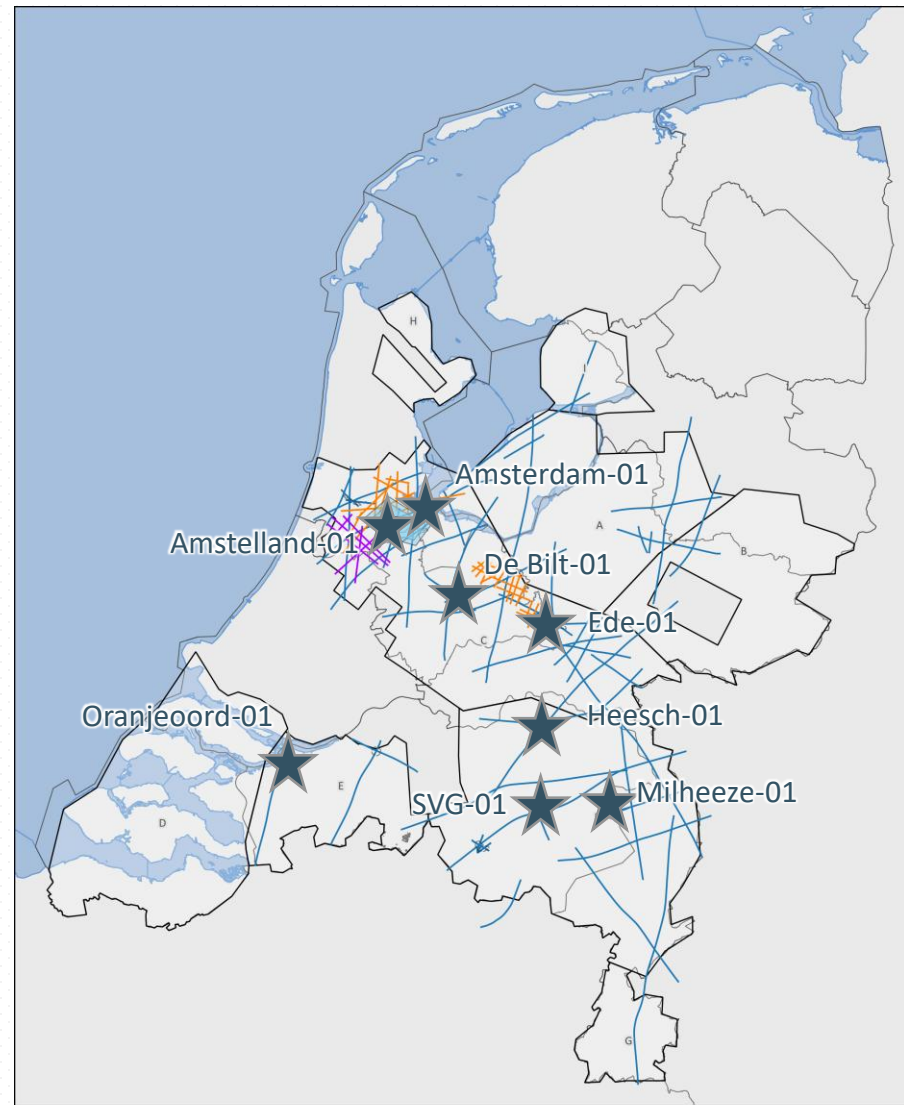 H
I
Amsterdam-01
Amstelland-01
A
De Bilt-01
B
Ede-01
C
Oranjeoord-01
Heesch-01
E
SVG-01
Milheeze-01
D
G